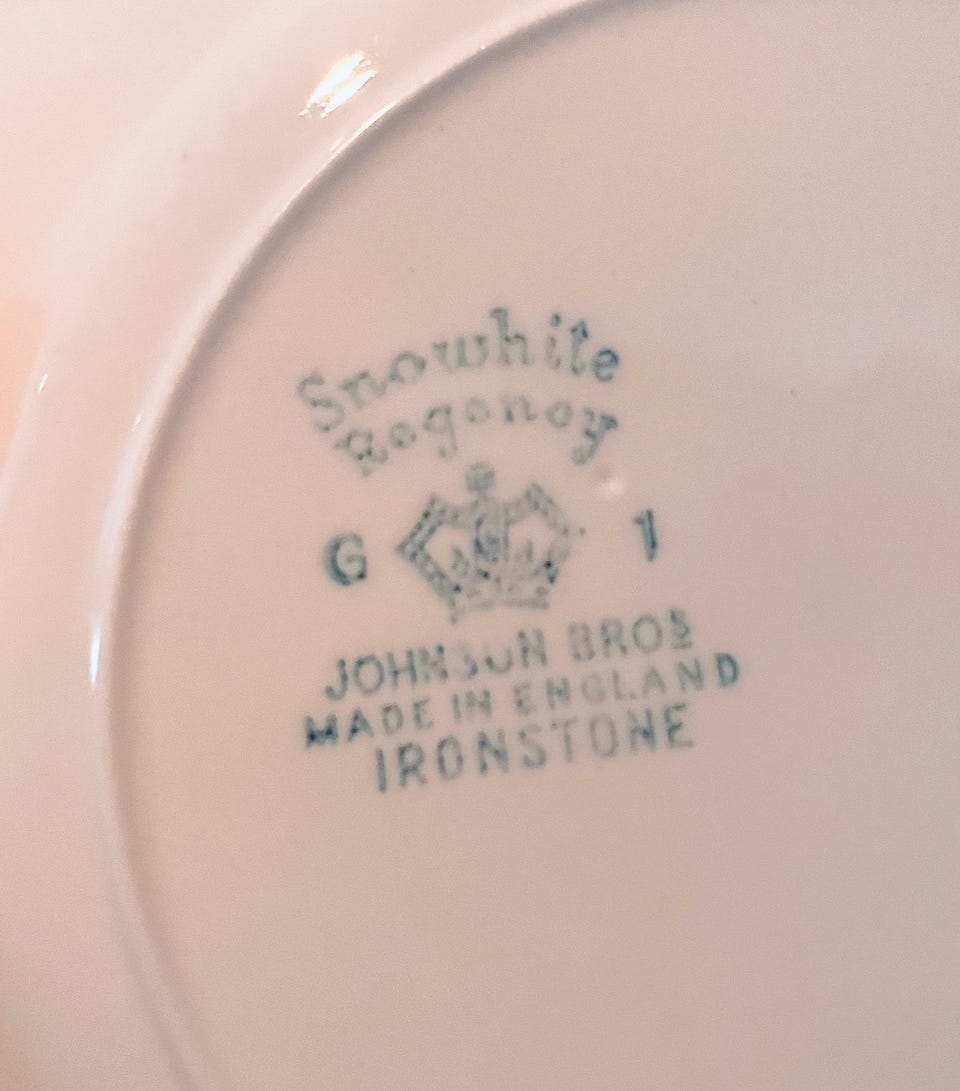 Snowhite
Regency
G 1
JOHNSON BROS
MADE IN ENGLAND
IRONSTONE